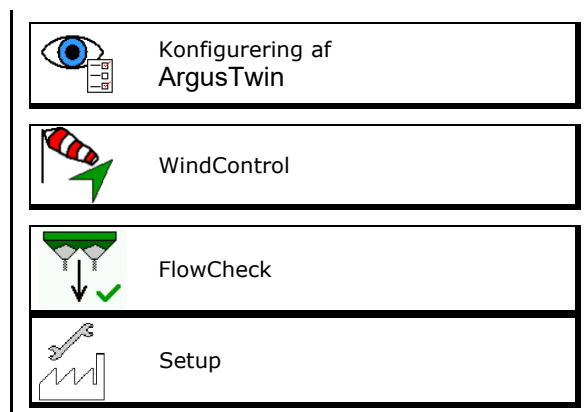 Konfigurering af
ArgusTwin
WindControl
FlowCheck
Setup